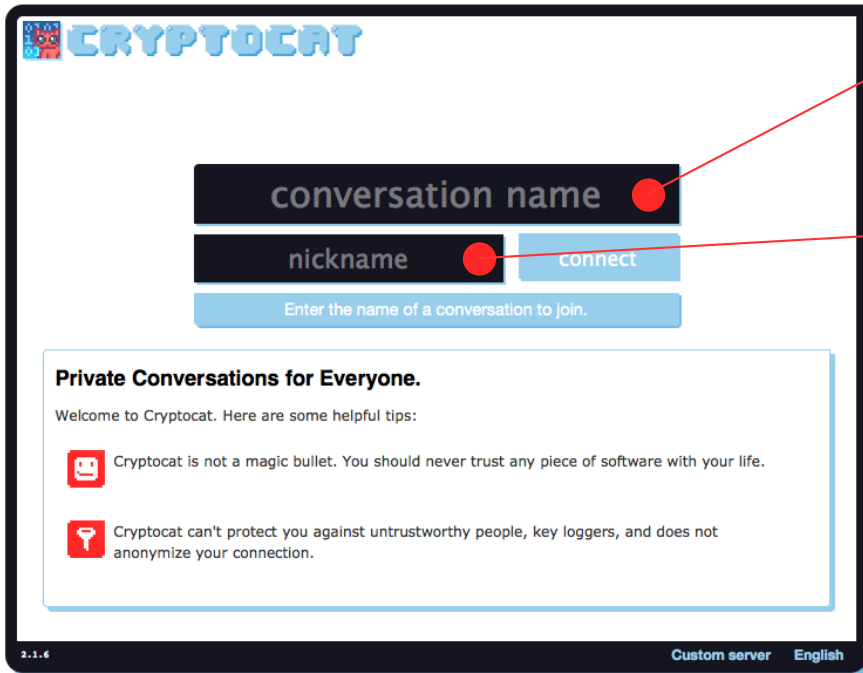 CRYPTOCAT
conversation name
nickname
connect
Enter the name of a conversation to join.
Private Conversations for Everyone.
Welcome to Cryptocat. Here are some helpful tips:
Cryptocat is not a magic bullet. You should never trust any piece of software with your life.
Cryptocat can't protect you against untrustworthy people, key loggers, and does not
anonymize your connection.
2.1.6
Custom server
English